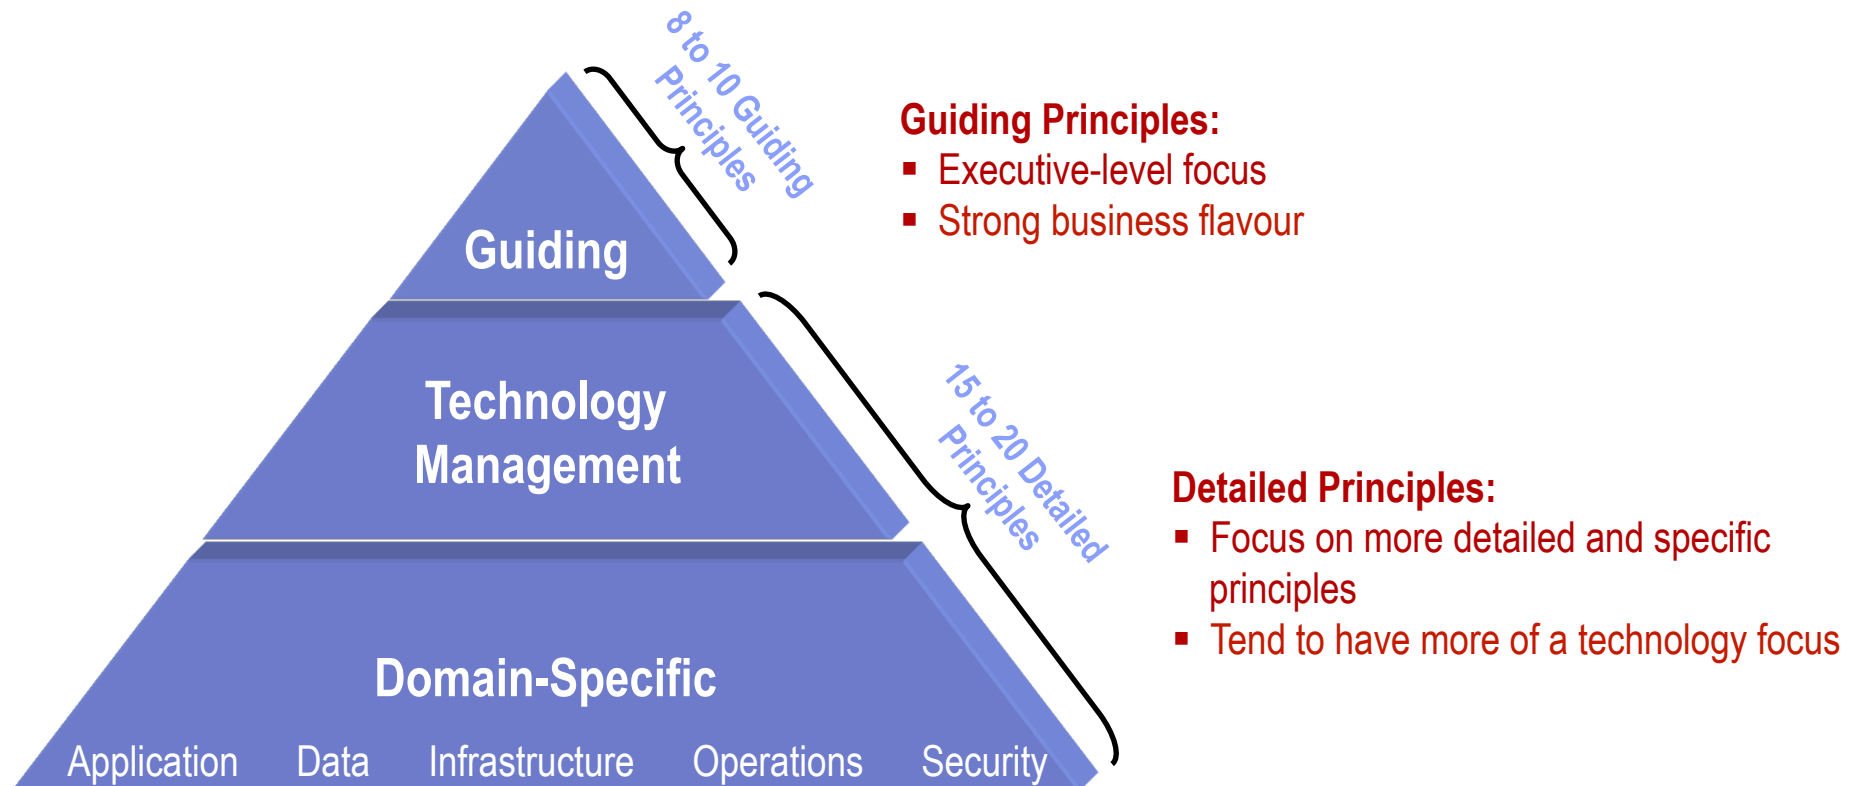 8 to 10 Guiding
Principles
Guiding Principles:
▪ Executive-level focus
▪ Strong business flavour
Guiding
Technology
Management
15 to 20 Detailed
Principles
Detailed Principles:
▪ Focus on more detailed and specific
principles
▪ Tend to have more of a technology focus
Domain-Specific
Application Data Infrastructure Operations Security